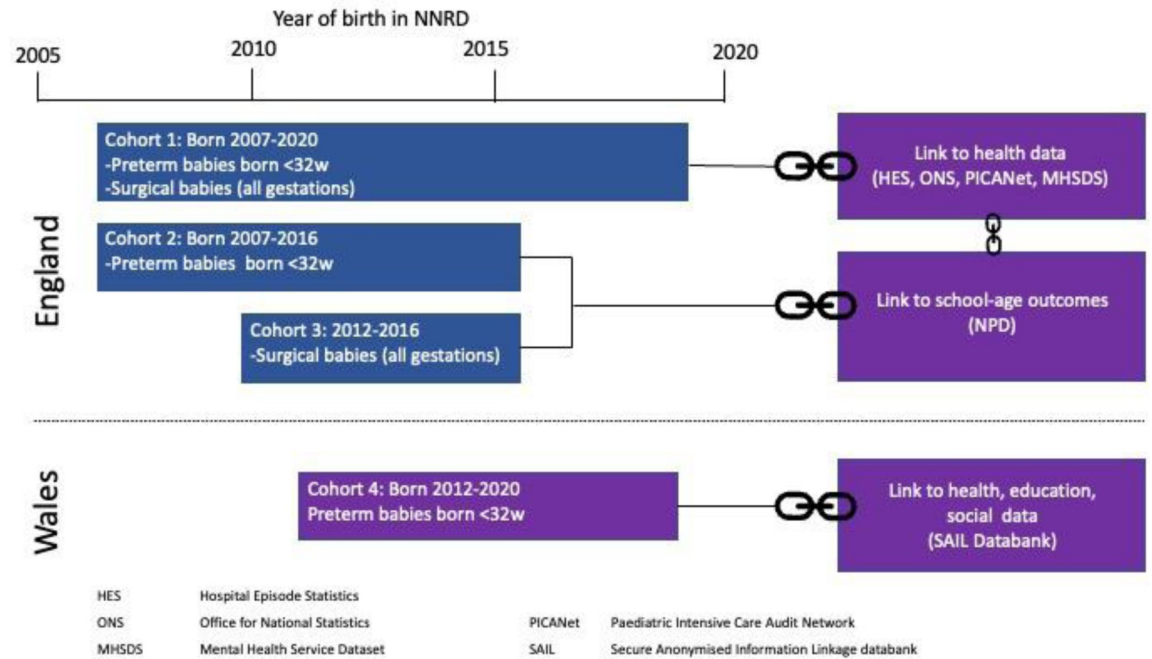 Year of birth in NNRD
2005
2010
2015
2020
England
Cohort 1: Born 2007-2020
-Preterm babies born <32w
-Surgical babies (all gestations)
Link to health data
(HES, ONS, PICANet, MHSDS)
Cohort 2: Born 2007-2016
-Preterm babies  born <32w
Cohort 3: 2012-2016
-Surgical babies (all gestations)
Link to school-age outcomes
(NPD)
Wales
Cohort 4: Born 2012-2020
Preterm babies born <32w
Link to health, education,
social  data
(SAIL Databank)
HES Hospital Episode Statistics
ONS Office for National Statistics PICANet Paediatric Intensive Care Audit Network
MHSDS Mental Health Service Dataset SAIL Secure Anonymised Information Linkage databank